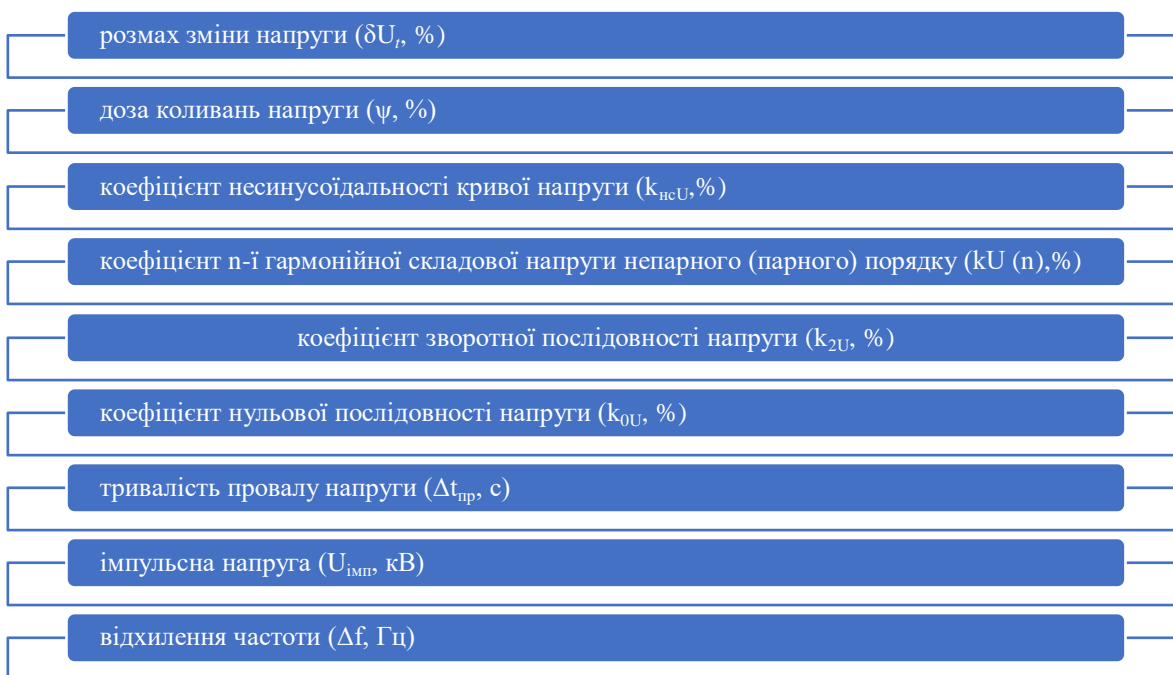 розмах зміни напруги (δUₜ, %)
доза коливань напруги (ψ, %)
коефіцієнт несинусоїдальності кривої напруги (kнсU,%)
коефіцієнт n-ї гармонійної складової напруги непарного (парного) порядку (kU (n),%)
коефіцієнт зворотної послідовності напруги (k₂U, %)
коефіцієнт нульової послідовності напруги (k₀U, %)
тривалість провалу напруги (Δtпр, с)
імпульсна напруга (Uімп, кВ)
відхилення частоти (Δf, Гц)